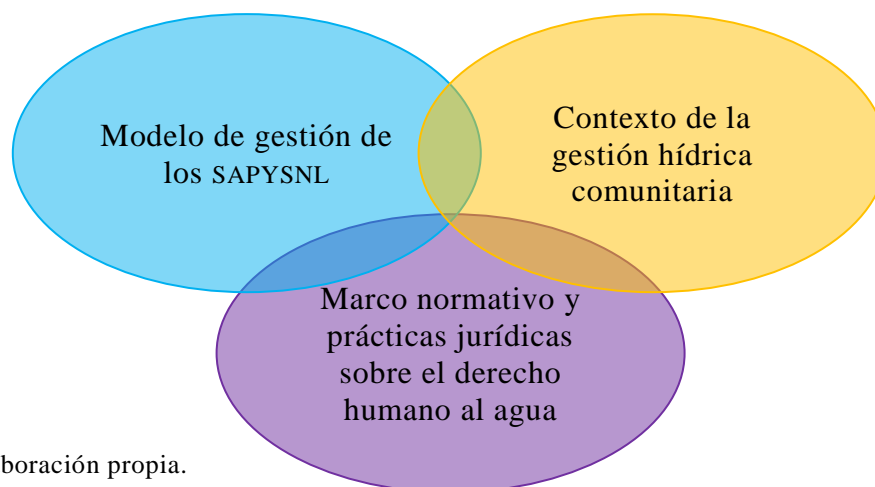 Modelo de gestión de
los SAPYSNL
Contexto de la
gestión hídrica
comunitaria
Marco normativo y
prácticas jurídicas
sobre el derecho
humano al agua
boración propia.